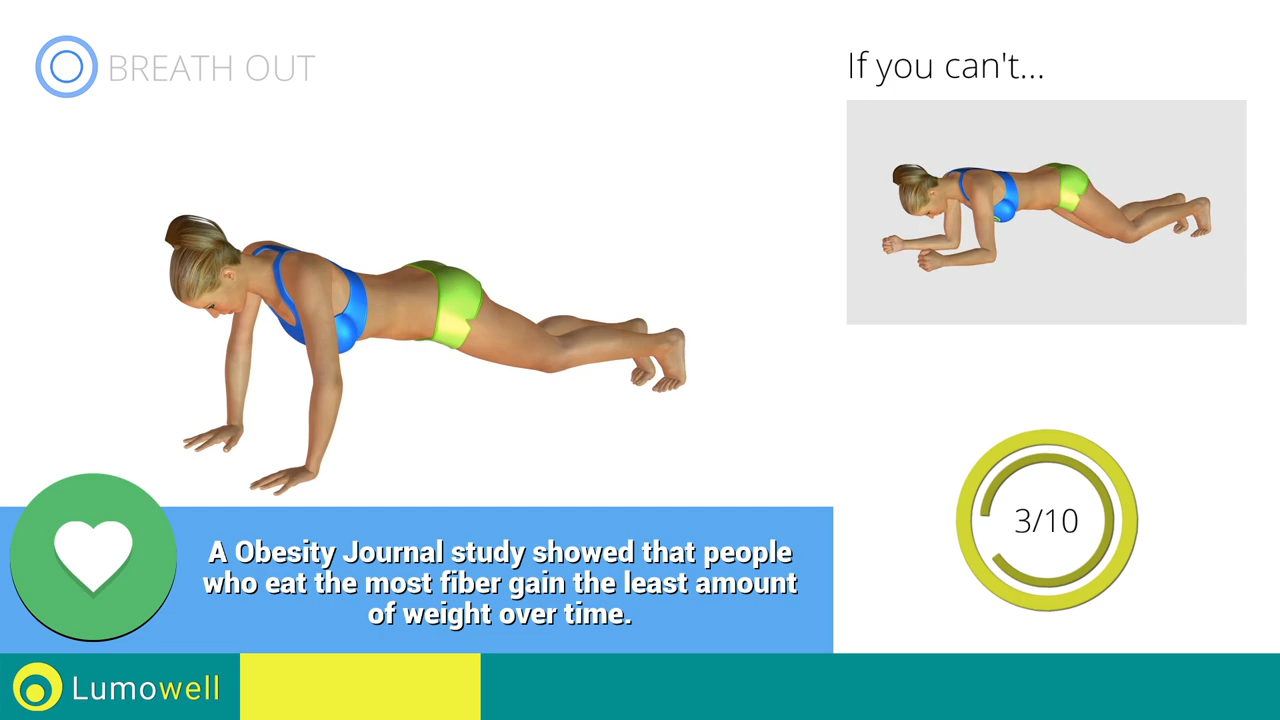 BREATH OUT
If you can't...
3/10
A Obesity Journal study showed that people
who eat the most fiber gain the least amount
of weight over time.
Lumowell